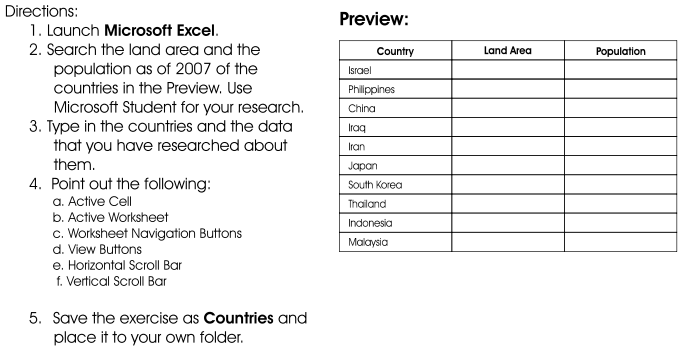 Directions:
1. Launch Microsoft Excel.
2. Search the land area and the
population as of 2007 of the
countries in the Preview. Use
Microsoft Student for your research.
3. Type in the countries and the data
that you have researched about
them.
4. Point out the following:
a. Active Cell
b. Active Worksheet
c. Worksheet Navigation Buttons
d. View Buttons
e. Horizontal Scroll Bar
f. Vertical Scroll Bar
5. Save the exercise as Countries and
place it to your own folder.
Preview:
Country Land Area Population
Israel
Philippines
China
Iraq
Iran
Japan
South Korea
Thailand
Indonesia
Malaysia